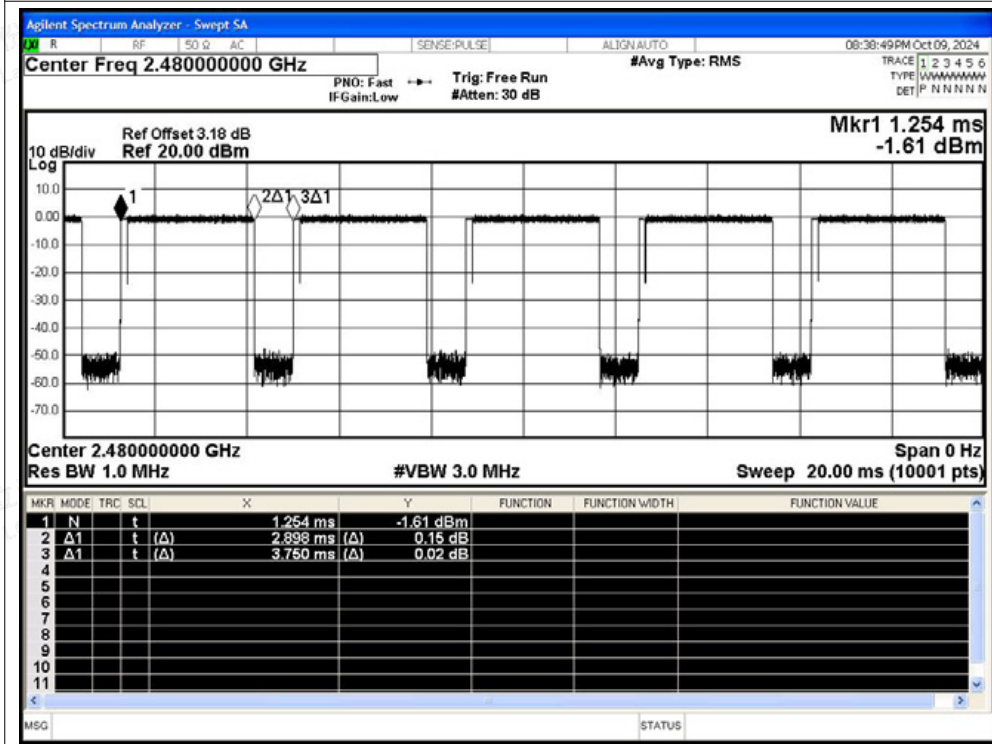 Agilent Spectrum Analyzer - Swept SA
R RF 50 Ω AC SENSE:PULSE ALIGN AUTO 08:38:49 PM Oct 09, 2024
Center Freq 2.480000000 GHz #Avg Type: RMS TRACE 1 2 3 4 5 6
PNO: Fast Trig: Free Run TYPE WWWWWW
IFGain:Low #Atten: 30 dB DET P N N N N N
Mkr1 1.254 ms
Ref Offset 3.18 dB
10 dB/div Ref 20.00 dBm -1.61 dBm
Log
10.0
1 2Δ1 3Δ1
0.00
-10.0
-20.0
-30.0
-40.0
-50.0
-60.0
-70.0
Center 2.480000000 GHz Span 0 Hz
Res BW 1.0 MHz #VBW 3.0 MHz Sweep 20.00 ms (10001 pts)
MKR MODE TRC SCL X Y FUNCTION FUNCTION WIDTH FUNCTION VALUE
1 N t 1.254 ms -1.61 dBm
2 Δ1 t (Δ) 2.898 ms (Δ) 0.15 dB
3 Δ1 t (Δ) 3.750 ms (Δ) 0.02 dB
4
5
6
7
8
9
10
11
MSG STATUS